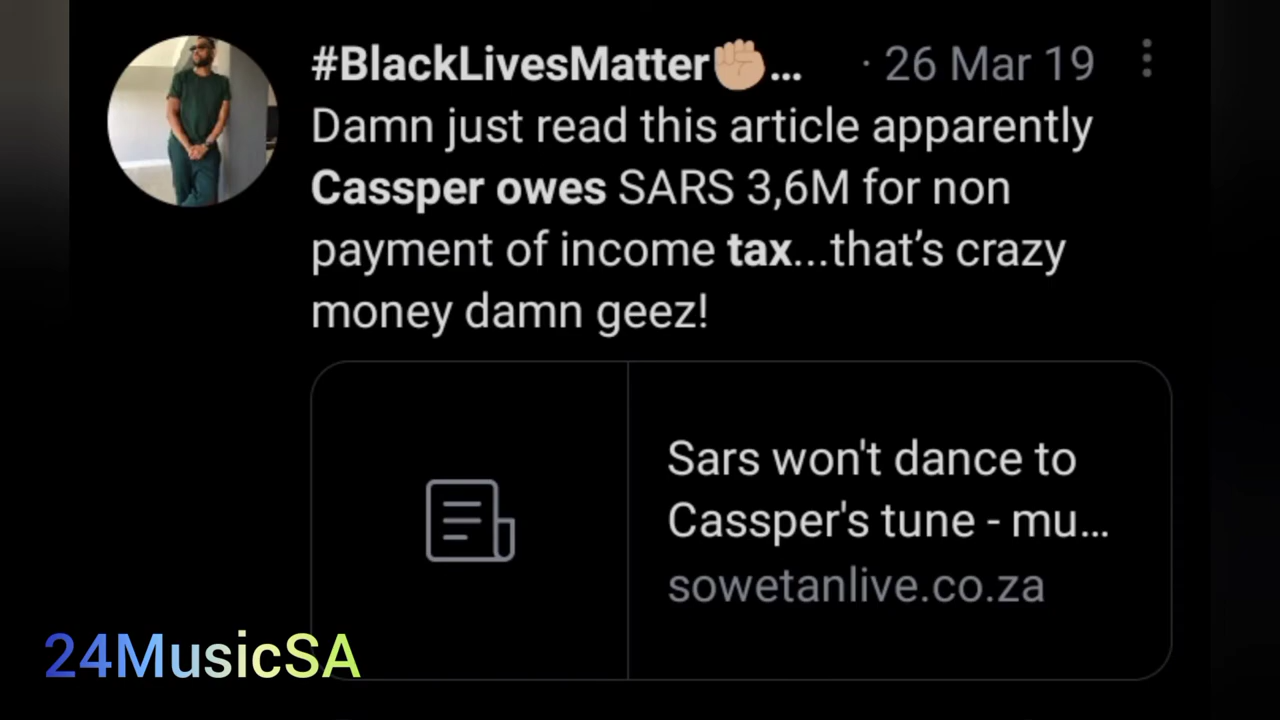 #BlackLivesMatter✊🏼... · 26 Mar 19
Damn just read this article apparently
Cassper owes SARS 3,6M for non
payment of income tax...that’s crazy
money damn geez!
Sars won't dance to
Cassper's tune - mu...
sowetanlive.co.za
24MusicSA